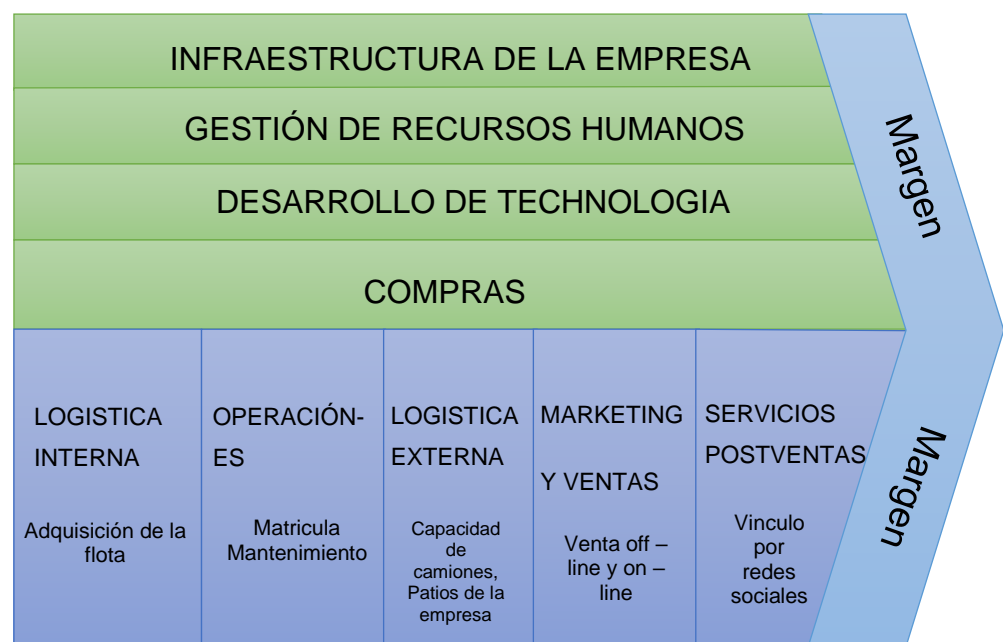 INFRAESTRUCTURA DE LA EMPRESA
GESTIÓN DE RECURSOS HUMANOS
DESARROLLO DE TECHNOLOGIA
COMPRAS
Margen
LOGISTICA
INTERNA
Adquisición de la
flota
OPERACIÓN-
ES
Matricula
Mantenimiento
LOGISTICA
EXTERNA
Capacidad
de
camiones,
Patios de la
empresa
MARKETING
Y VENTAS
Venta off –
line y on –
line
SERVICIOS
POSTVENTAS
Vinculo
por
redes
sociales
Margen